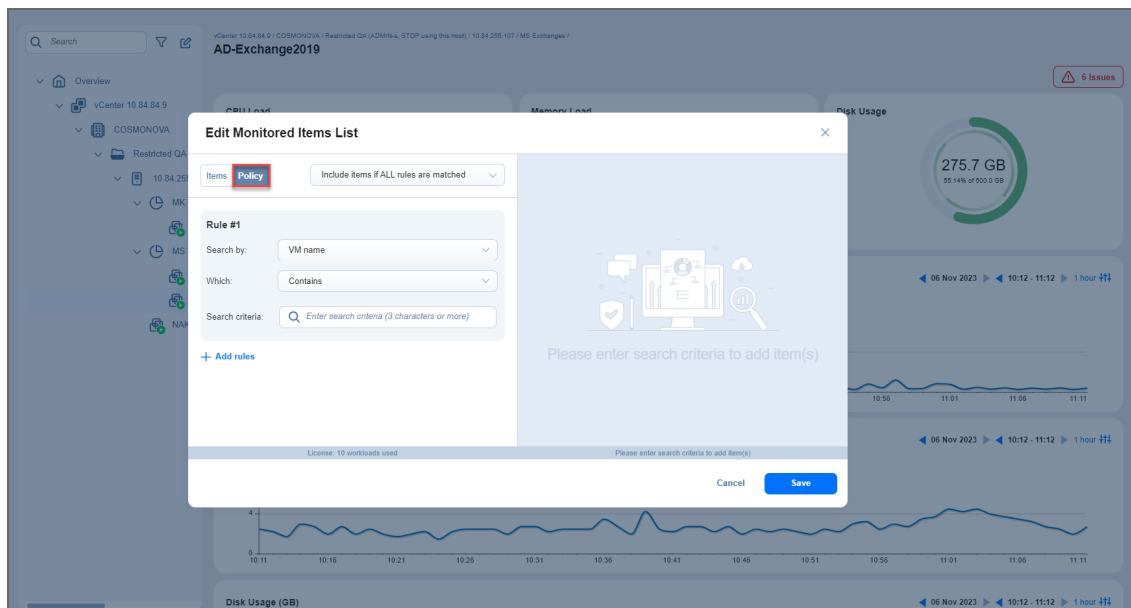 Search
vCenter 10.84.84.9 / COSMONOVA / Restricted QA (ADMIN-s, STOP using this host) / 10.84.255.107 / MS Exchanges /
AD-Exchange2019
Overview
6 Issues
vCenter 10.84.84.9
CPU Load
Memory Load
Disk Usage
COSMONOVA
Restricted QA
10.84.255
MK
MS
NAK
275.7 GB
55.14% of 500.0 GB
Edit Monitored Items List
Items
Policy
Include items if ALL rules are matched
Rule #1
Search by:
VM name
Which:
Contains
Search criteria:
Enter search criteria (3 characters or more)
+ Add rules
Please enter search criteria to add item(s)
License: 10 workloads used
Please enter search criteria to add item(s)
Cancel
Save
06 Nov 2023
10:12 - 11:12
1 hour
10:56
11:01
11:06
11:11
06 Nov 2023
10:12 - 11:12
1 hour
4
0
10:11
10:16
10:21
10:26
10:31
10:36
10:41
10:46
10:51
10:56
11:01
11:06
11:11
Disk Usage (GB)
06 Nov 2023
10:12 - 11:12
1 hour